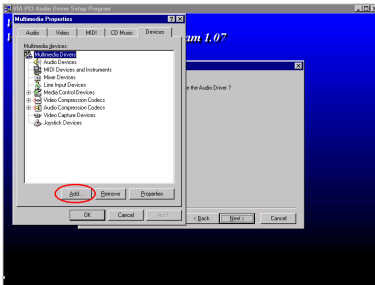 VIA PCI Audio Driver Setup Program
Multimedia Properties
am 1.07
Audio
Video
MIDI
CD Music
Devices
Multimedia devices:
Multimedia Drivers
Audio Devices
MIDI Devices and Instruments
Mixer Devices
Line Input Devices
Media Control Devices
Video Compression Codecs
Audio Compression Codecs
Video Capture Devices
Joystick Devices
e the Audio Driver ?
Add...
Remove
Properties
OK
Cancel
Apply
< Back
Next >
Cancel